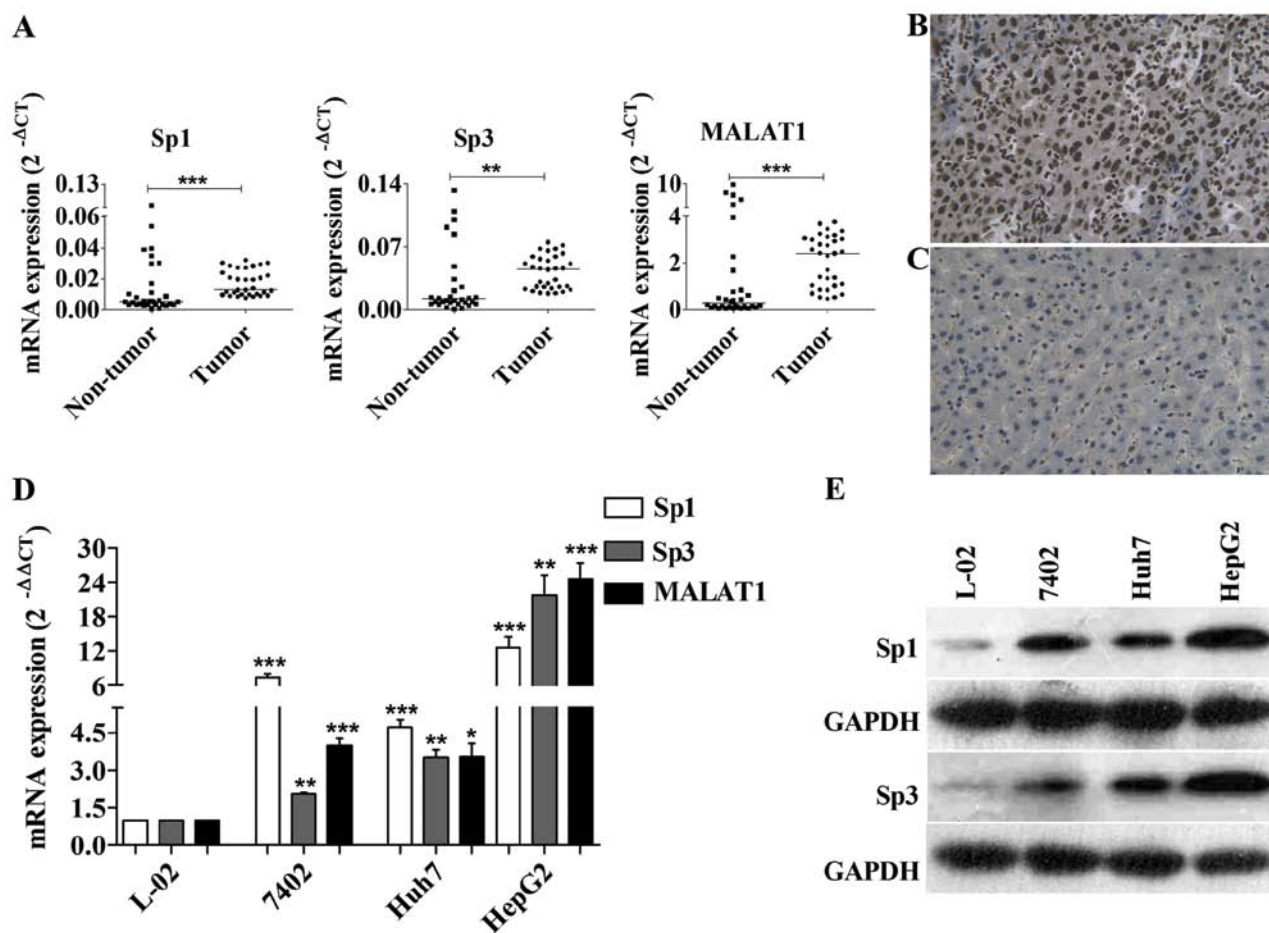 A
B
C
Sp1
Sp3
MALAT1
mRNA expression (2 -ΔCT)
0.13
0.06
0.04
0.02
0.00
***
Non-tumor
Tumor
mRNA expression (2 -ΔCT)
0.14
0.07
0.00
**
Non-tumor
Tumor
mRNA expression (2 -ΔCT)
10
4
2
0
***
Non-tumor
Tumor
D
mRNA expression (2 -ΔΔCT)
30
24
18
12
6
4.5
3.0
1.5
0.0
Sp1
Sp3
MALAT1
***
**
***
***
**
*
***
**
***
L-02
7402
Huh7
HepG2
E
L-02
7402
Huh7
HepG2
Sp1
GAPDH
Sp3
GAPDH